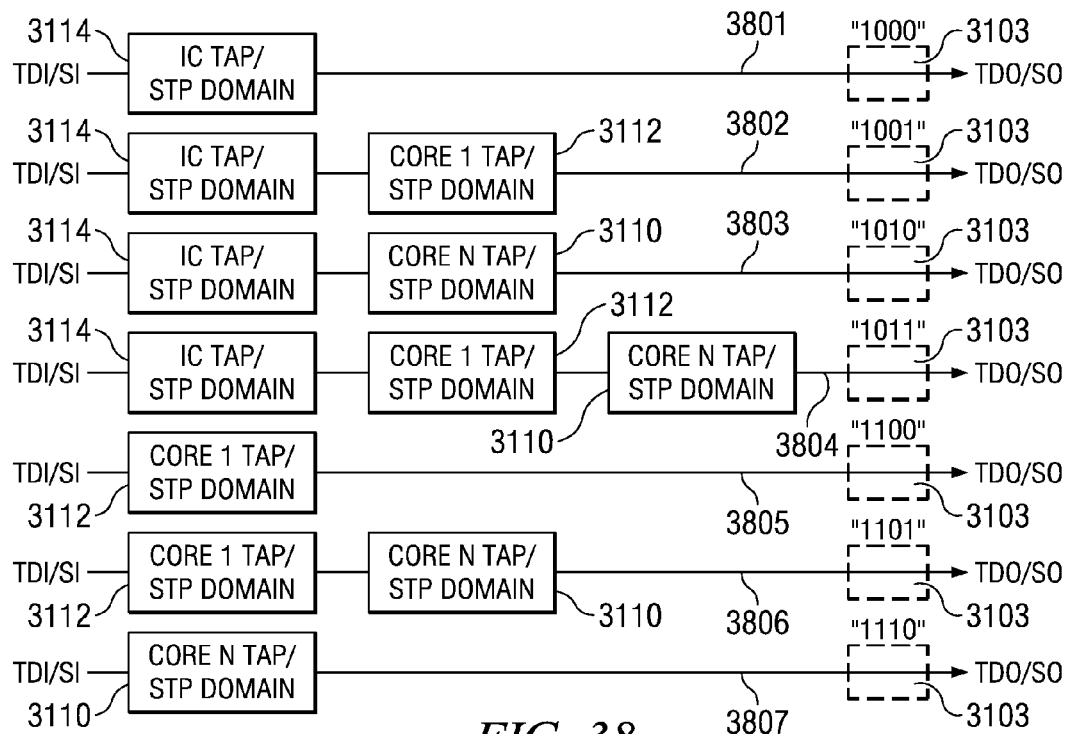 3114
TDI/SI
IC TAP/
STP DOMAIN
3801
"1000"
3103
TDO/SO
3114
TDI/SI
IC TAP/
STP DOMAIN
CORE 1 TAP/
STP DOMAIN
3112
3802
"1001"
3103
TDO/SO
3114
TDI/SI
IC TAP/
STP DOMAIN
CORE N TAP/
STP DOMAIN
3110
3803
"1010"
3103
TDO/SO
3114
TDI/SI
IC TAP/
STP DOMAIN
CORE 1 TAP/
STP DOMAIN
3112
CORE N TAP/
STP DOMAIN
3110
3804
"1011"
3103
TDO/SO
TDI/SI
3112
CORE 1 TAP/
STP DOMAIN
3805
"1100"
TDO/SO
3103
TDI/SI
3112
CORE 1 TAP/
STP DOMAIN
CORE N TAP/
STP DOMAIN
3110
3806
"1101"
TDO/SO
3103
TDI/SI
3110
CORE N TAP/
STP DOMAIN
3807
"1110"
TDO/SO
3103
FIG. 38